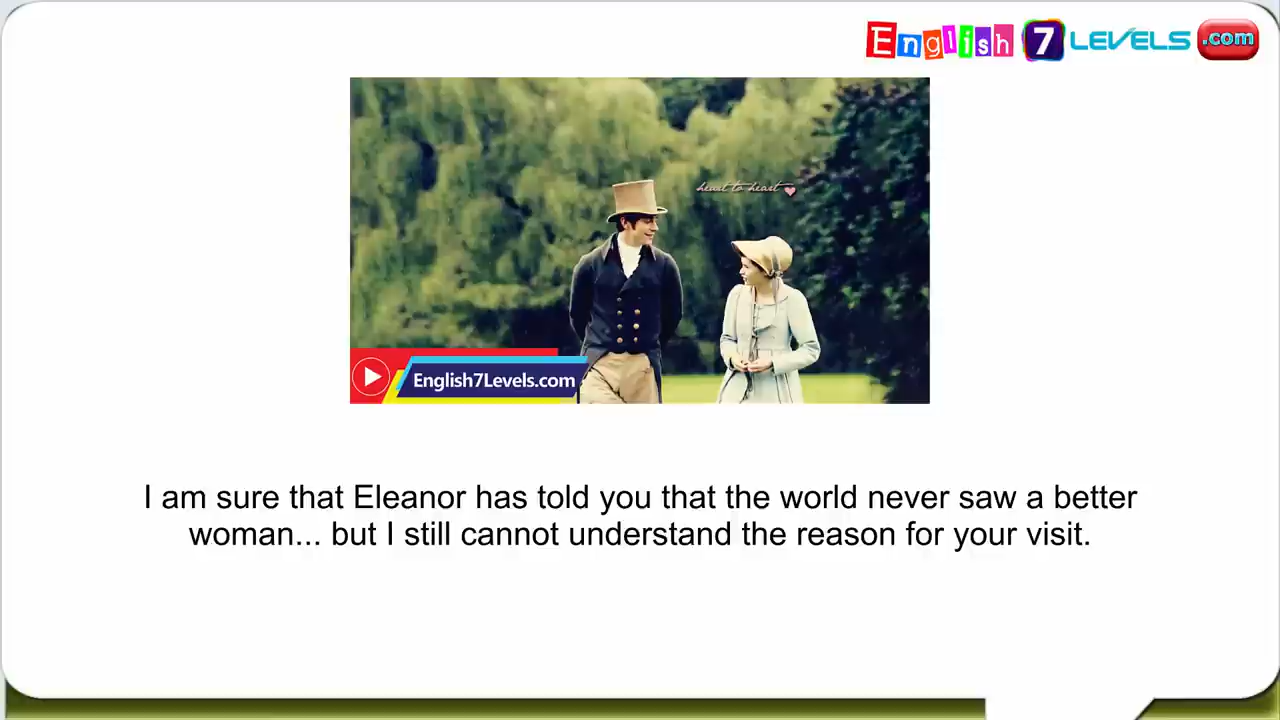 English 7 LEVELS .com
heart to heart
English7Levels.com
I am sure that Eleanor has told you that the world never saw a better
woman... but I still cannot understand the reason for your visit.